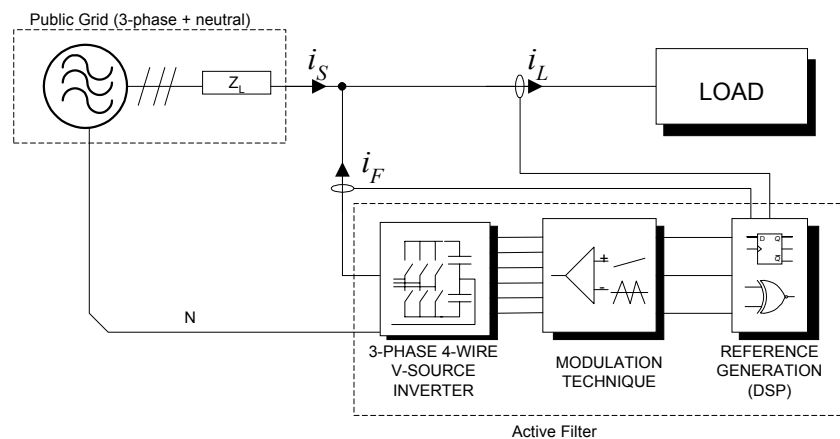 Public Grid (3-phase + neutral)
Z_L
i_S
i_L
LOAD
i_F
+
-
D Q
Q
N
3-PHASE 4-WIRE
V-SOURCE
INVERTER
MODULATION
TECHNIQUE
REFERENCE
GENERATION
(DSP)
Active Filter